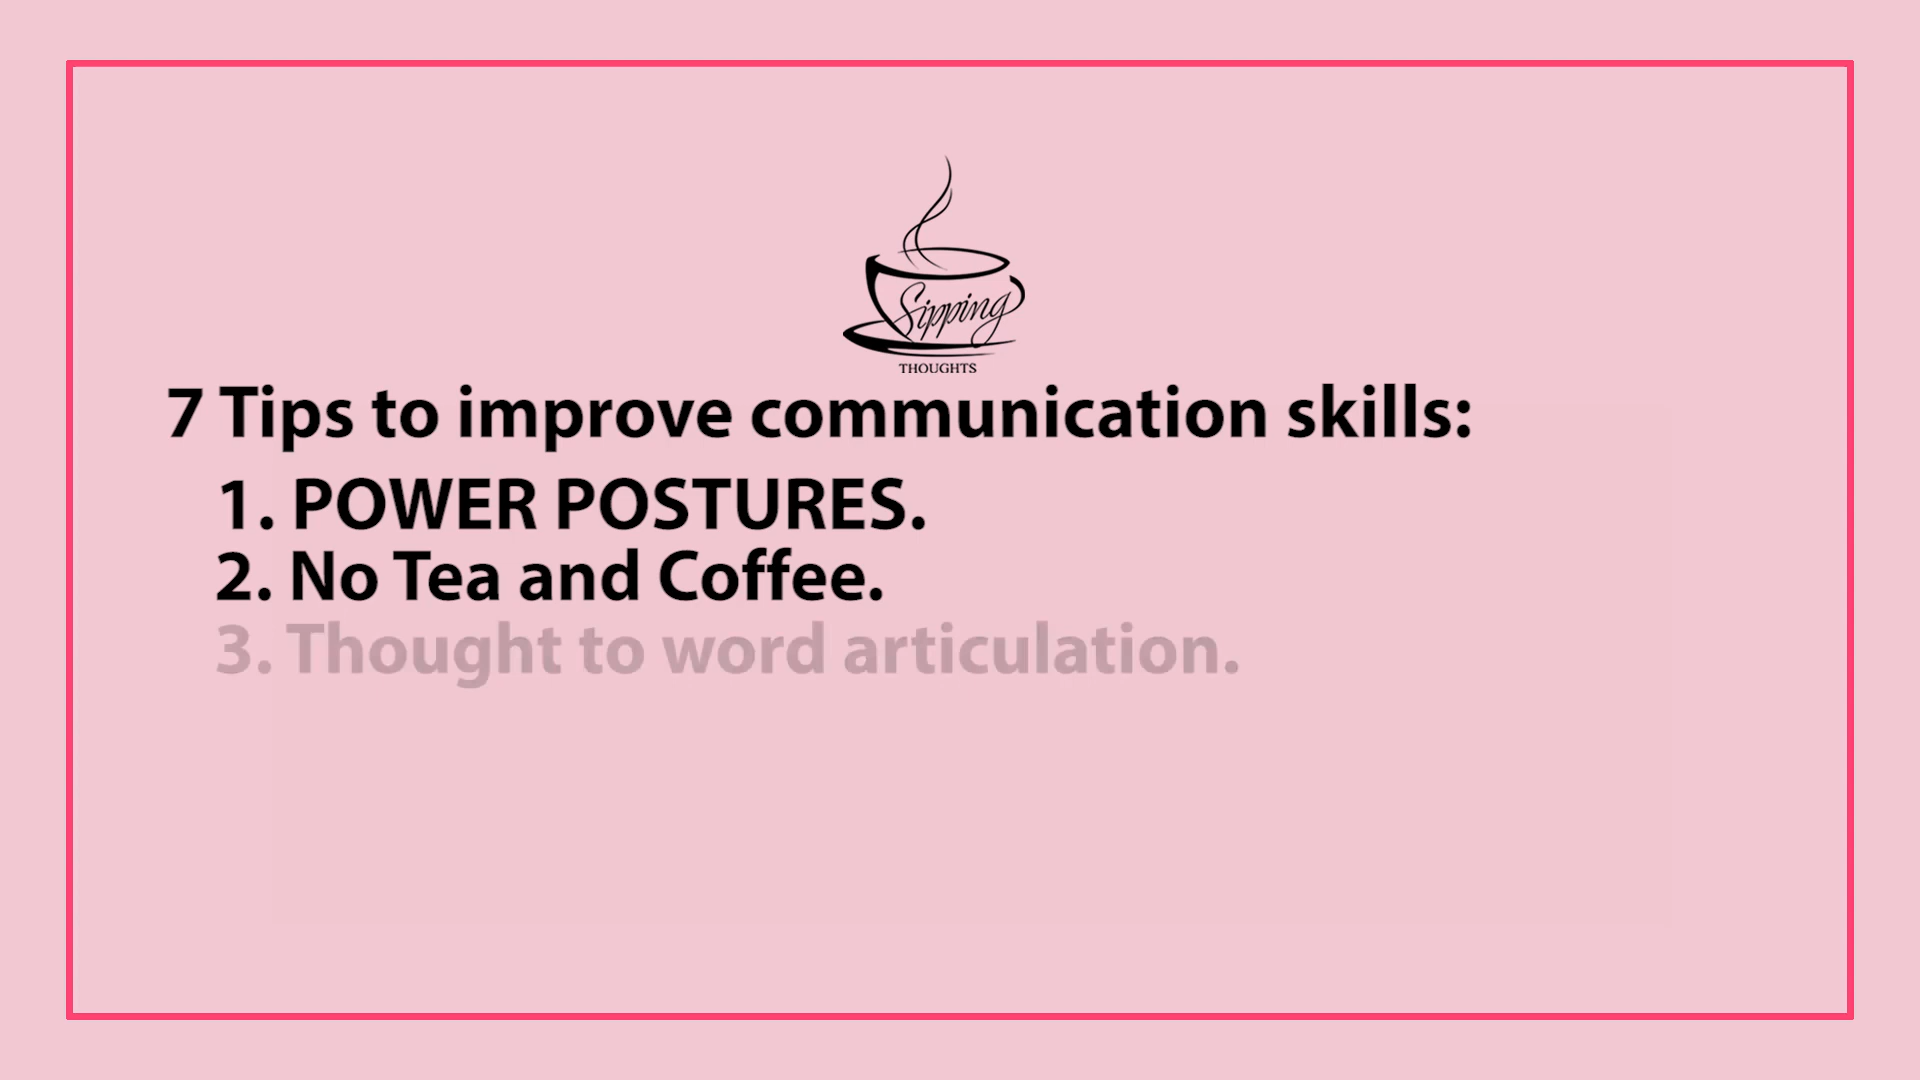 Sipping
THOUGHTS
7 Tips to improve communication skills:
1. POWER POSTURES.
2. No Tea and Coffee.
3. Thought to word articulation.